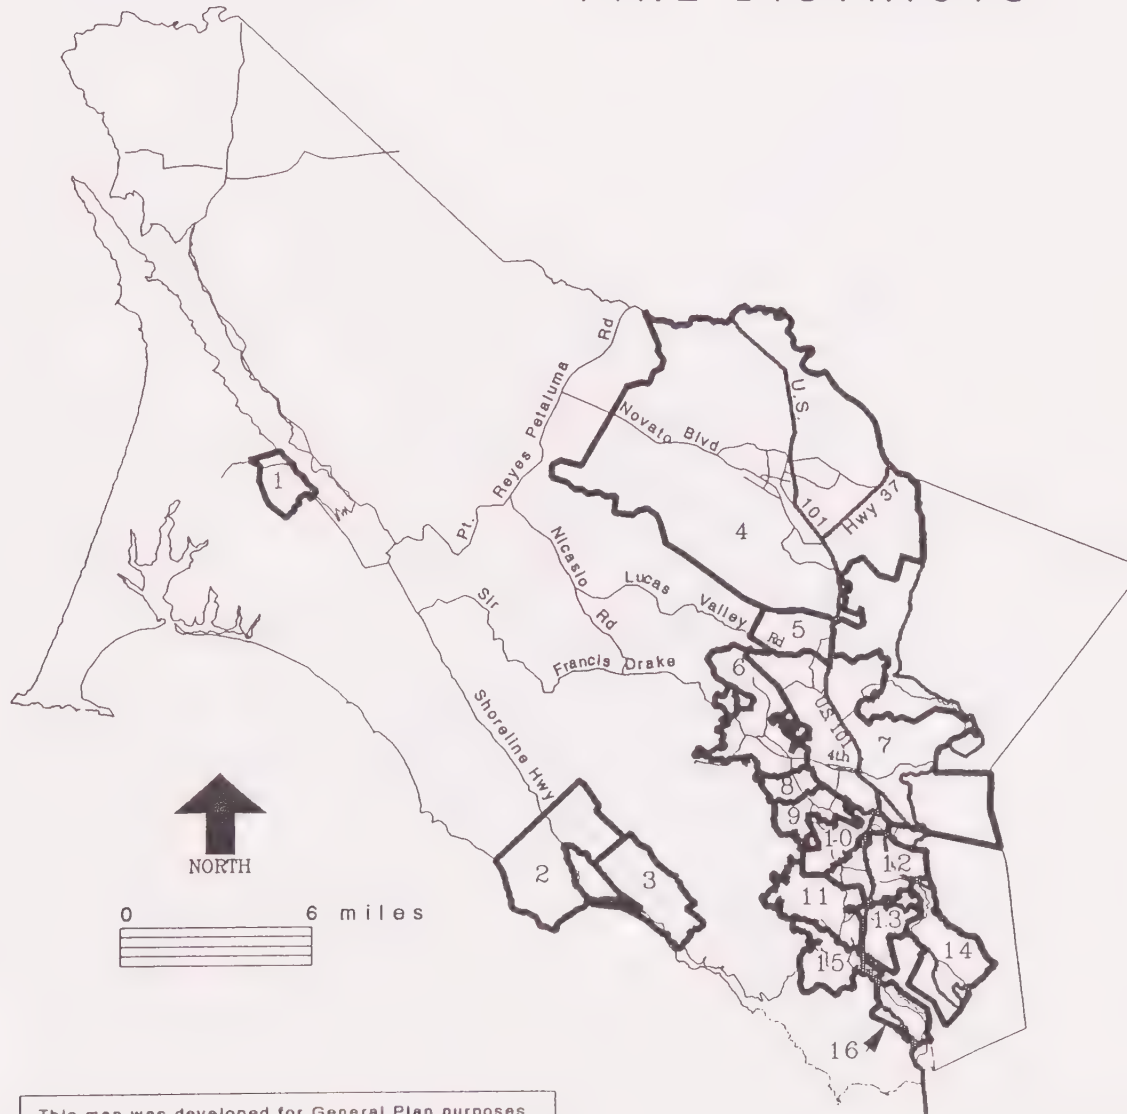 Pt. Reyes Petaluma Rd
Novato Blvd
U.S.
101
Hwy 37
1
4
Nicasio Rd
Lucas Valley Rd
5
Sir Francis Drake
6
US 101
4th
7
Shoreline Hwy
8
9
10
12
2
3
11
13
14
15
16
NORTH
0 6 miles
This map was developed for General Plan purposes